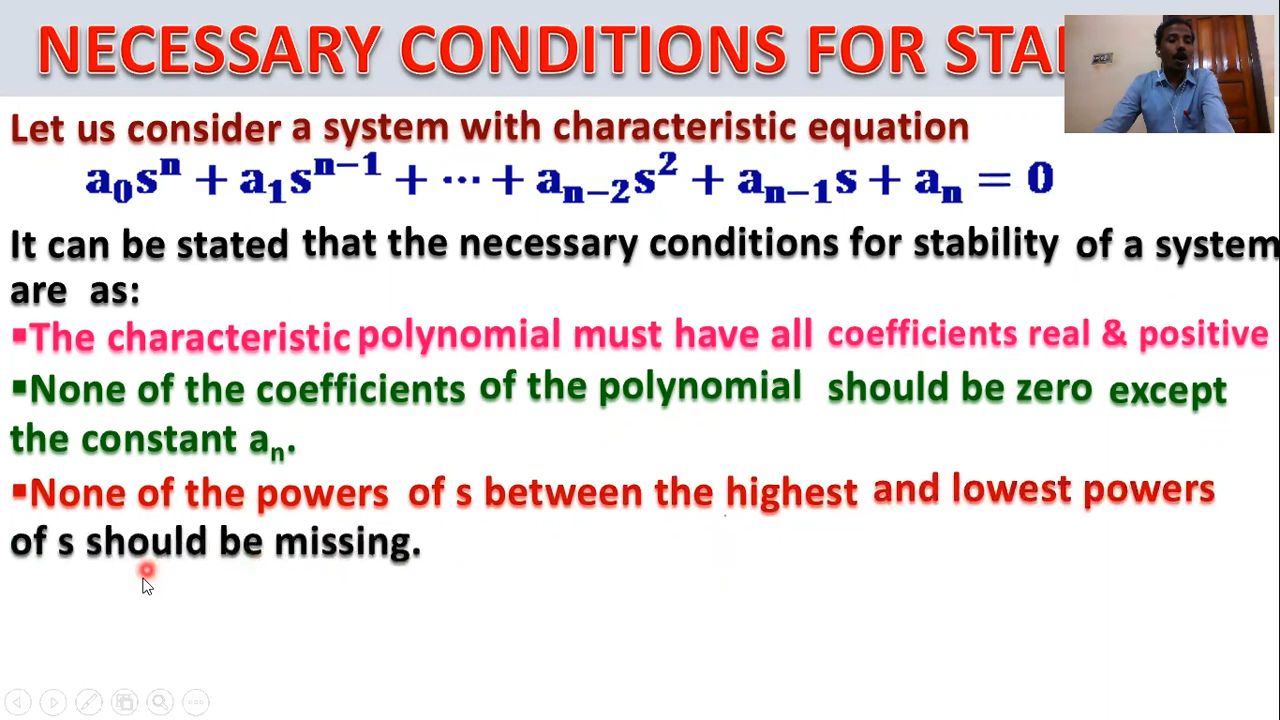 NECESSARY CONDITIONS FOR STA
Let us consider a system with characteristic equation
a₀sⁿ + a₁sⁿ⁻¹ + ⋯ + aₙ₋₂s² + aₙ₋₁s + aₙ = 0
It can be stated that the necessary conditions for stability of a system
are as:
▪The characteristic polynomial must have all coefficients real & positive
▪None of the coefficients of the polynomial should be zero except
the constant aₙ.
▪None of the powers of s between the highest and lowest powers
of s should be missing.